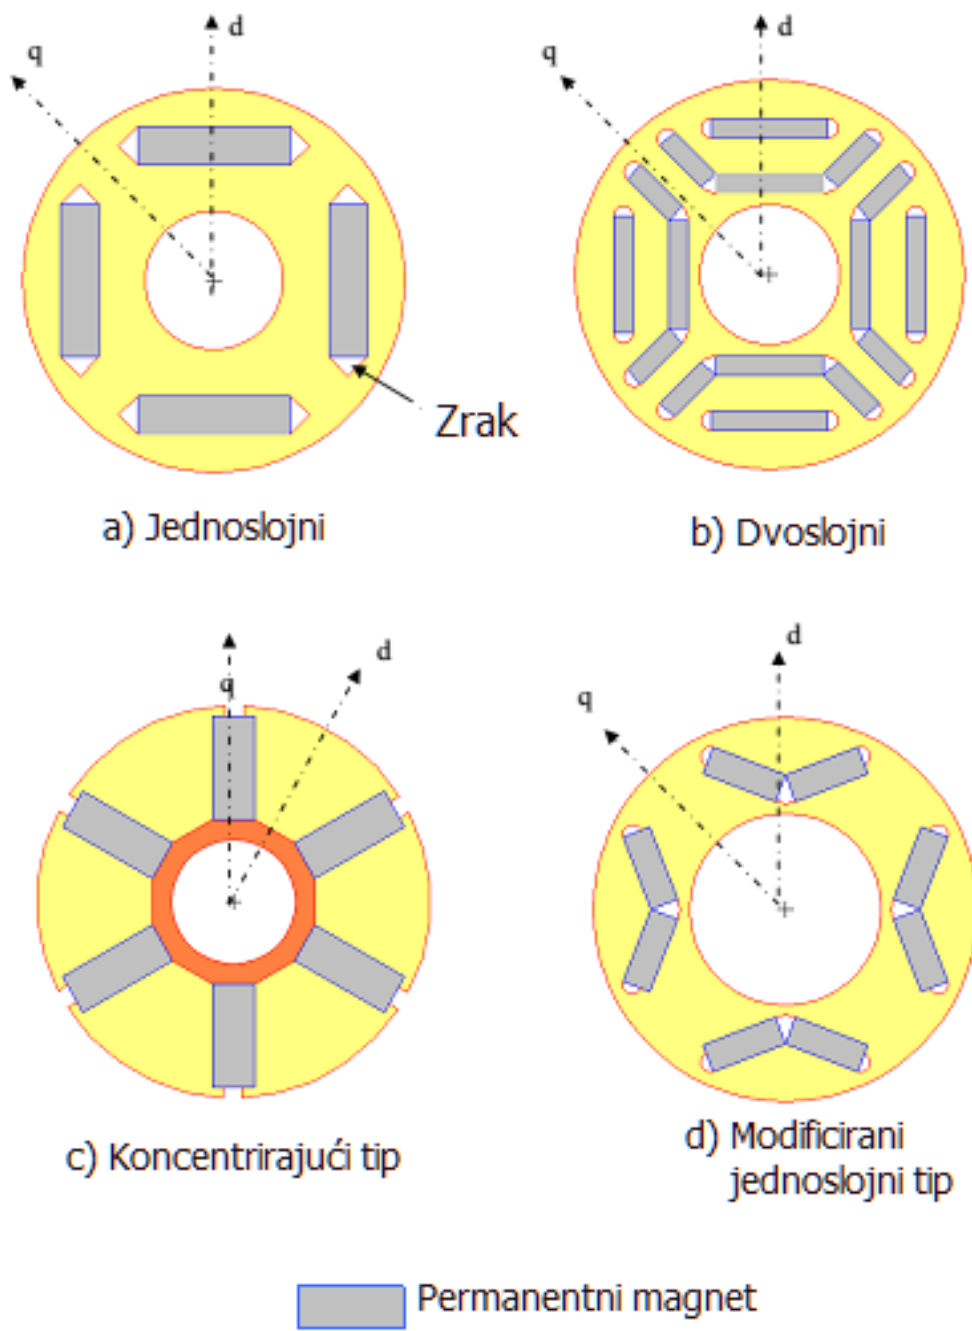 d
q
d
q
Zrak
a) Jednoslojni
b) Dvoslojni
q
d
d
q
c) Koncentrirajući tip
d) Modificirani
jednoslojni tip
Permanentni magnet